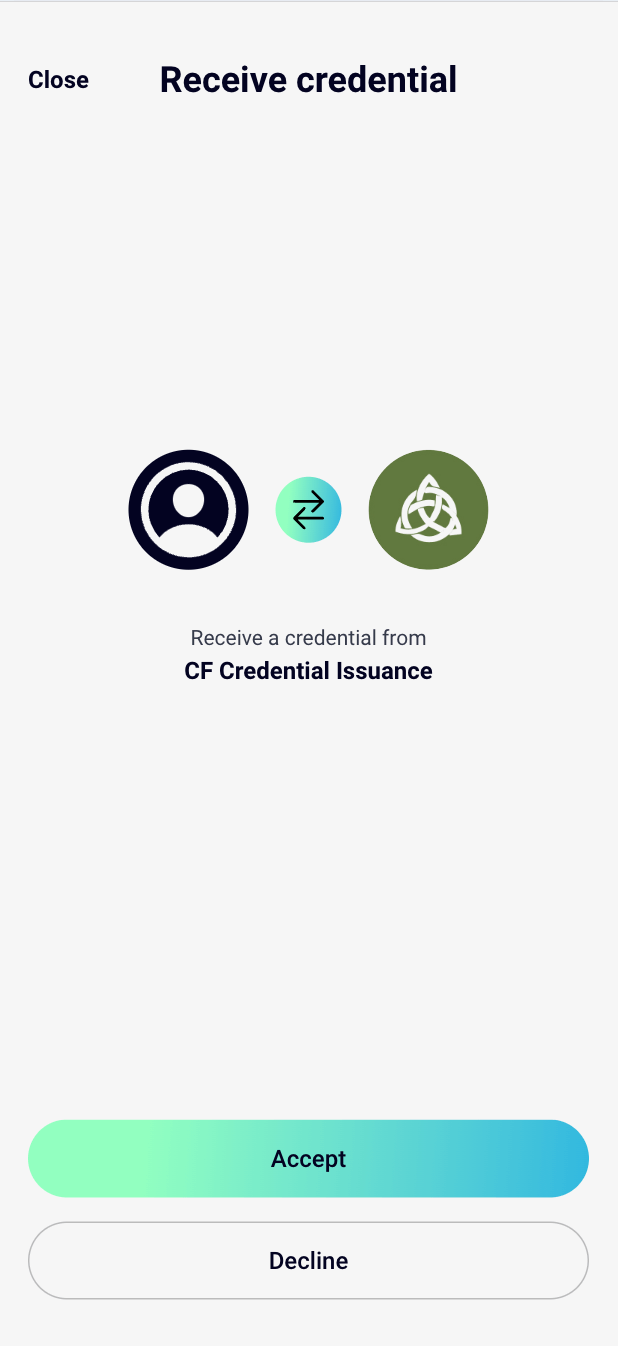 Close
Receive credential
Receive a credential from
CF Credential Issuance
Accept
Decline